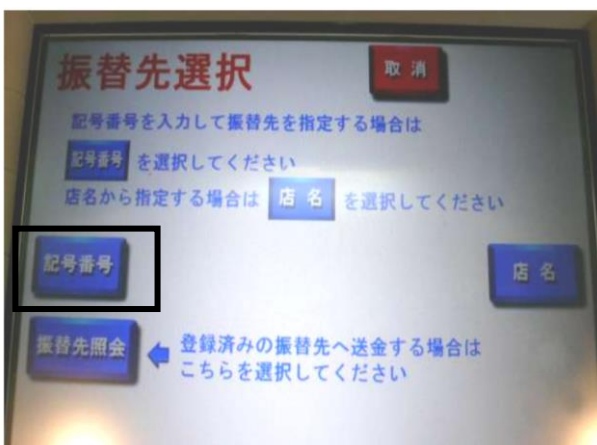 振替先選択
取消
記号番号を入力して振替先を指定する場合は
記号番号 を選択してください
店名から指定する場合は 店名 を選択してください
記号番号
店名
振替先照会
登録済みの振替先へ送金する場合は
こちらを選択してください